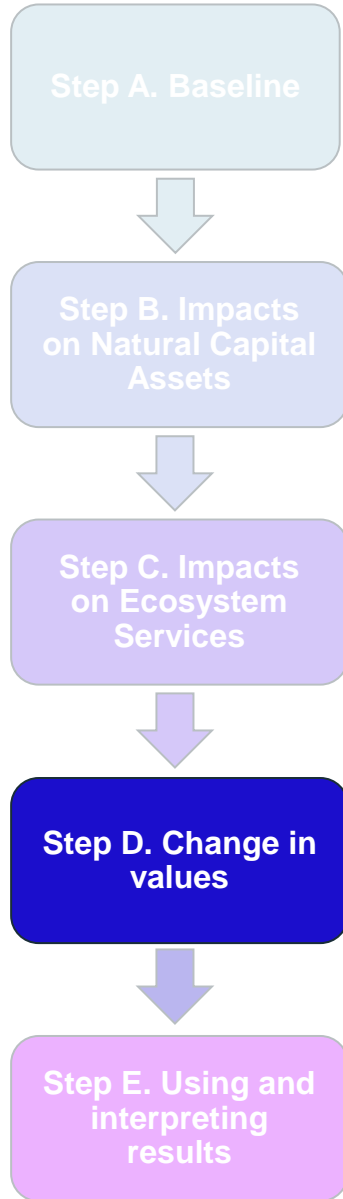 Step A. Baseline
Step B. Impacts
on Natural Capital
Assets
Step C. Impacts
on Ecosystem
Services
Step D. Change in
values
Step E. Using and
interpreting
results